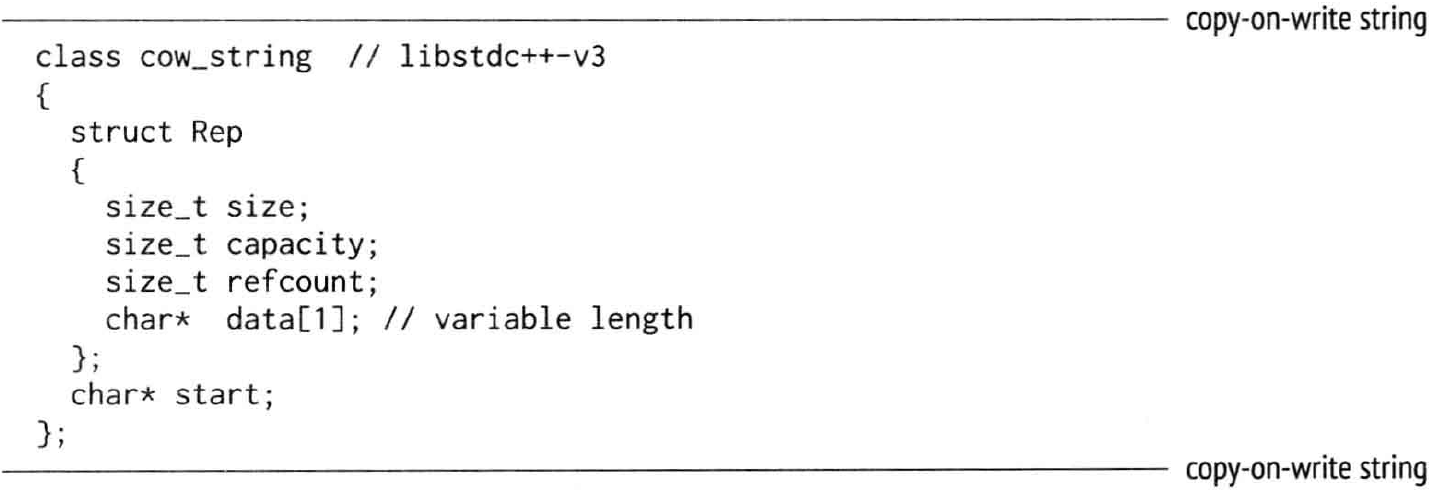 copy-on-write string
class cow_string  // libstdc++-v3
{
  struct Rep
  {
    size_t size;
    size_t capacity;
    size_t refcount;
    char*  data[1]; // variable length
  };
  char* start;
};
copy-on-write string